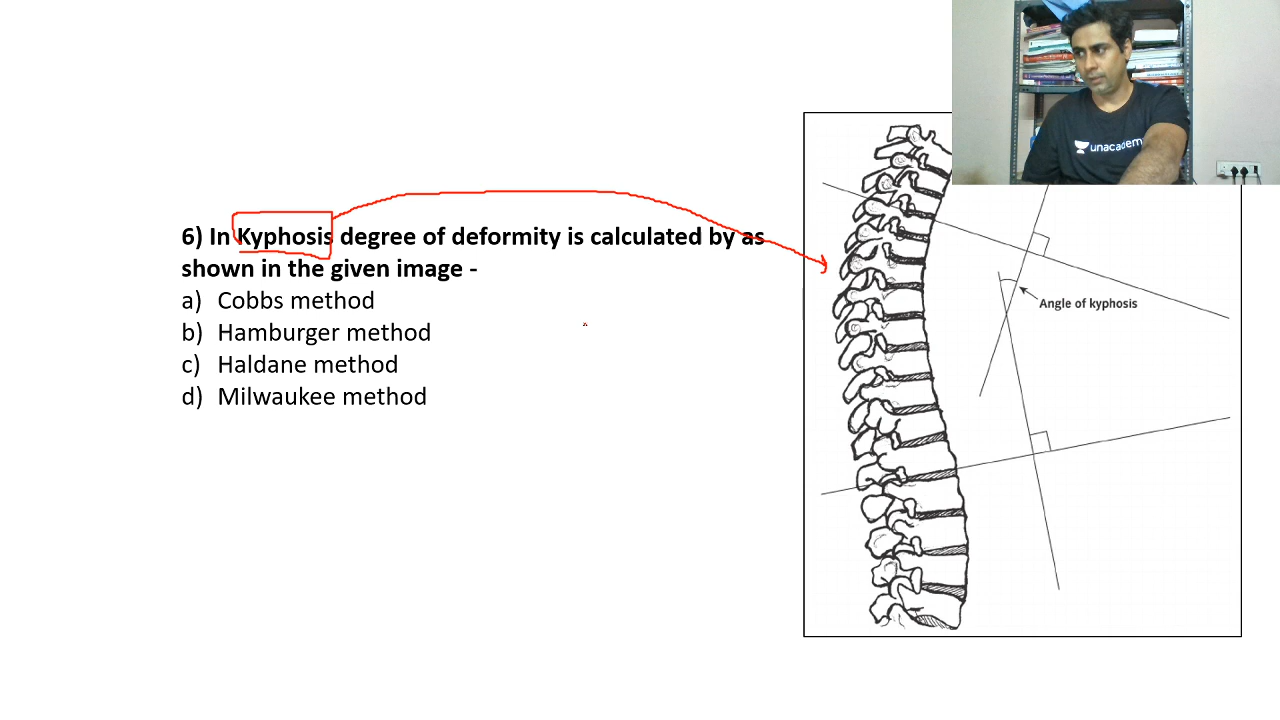 6) In Kyphosis degree of deformity is calculated by as
shown in the given image -
a) Cobbs method
b) Hamburger method
c) Haldane method
d) Milwaukee method
Angle of kyphosis
unacademy